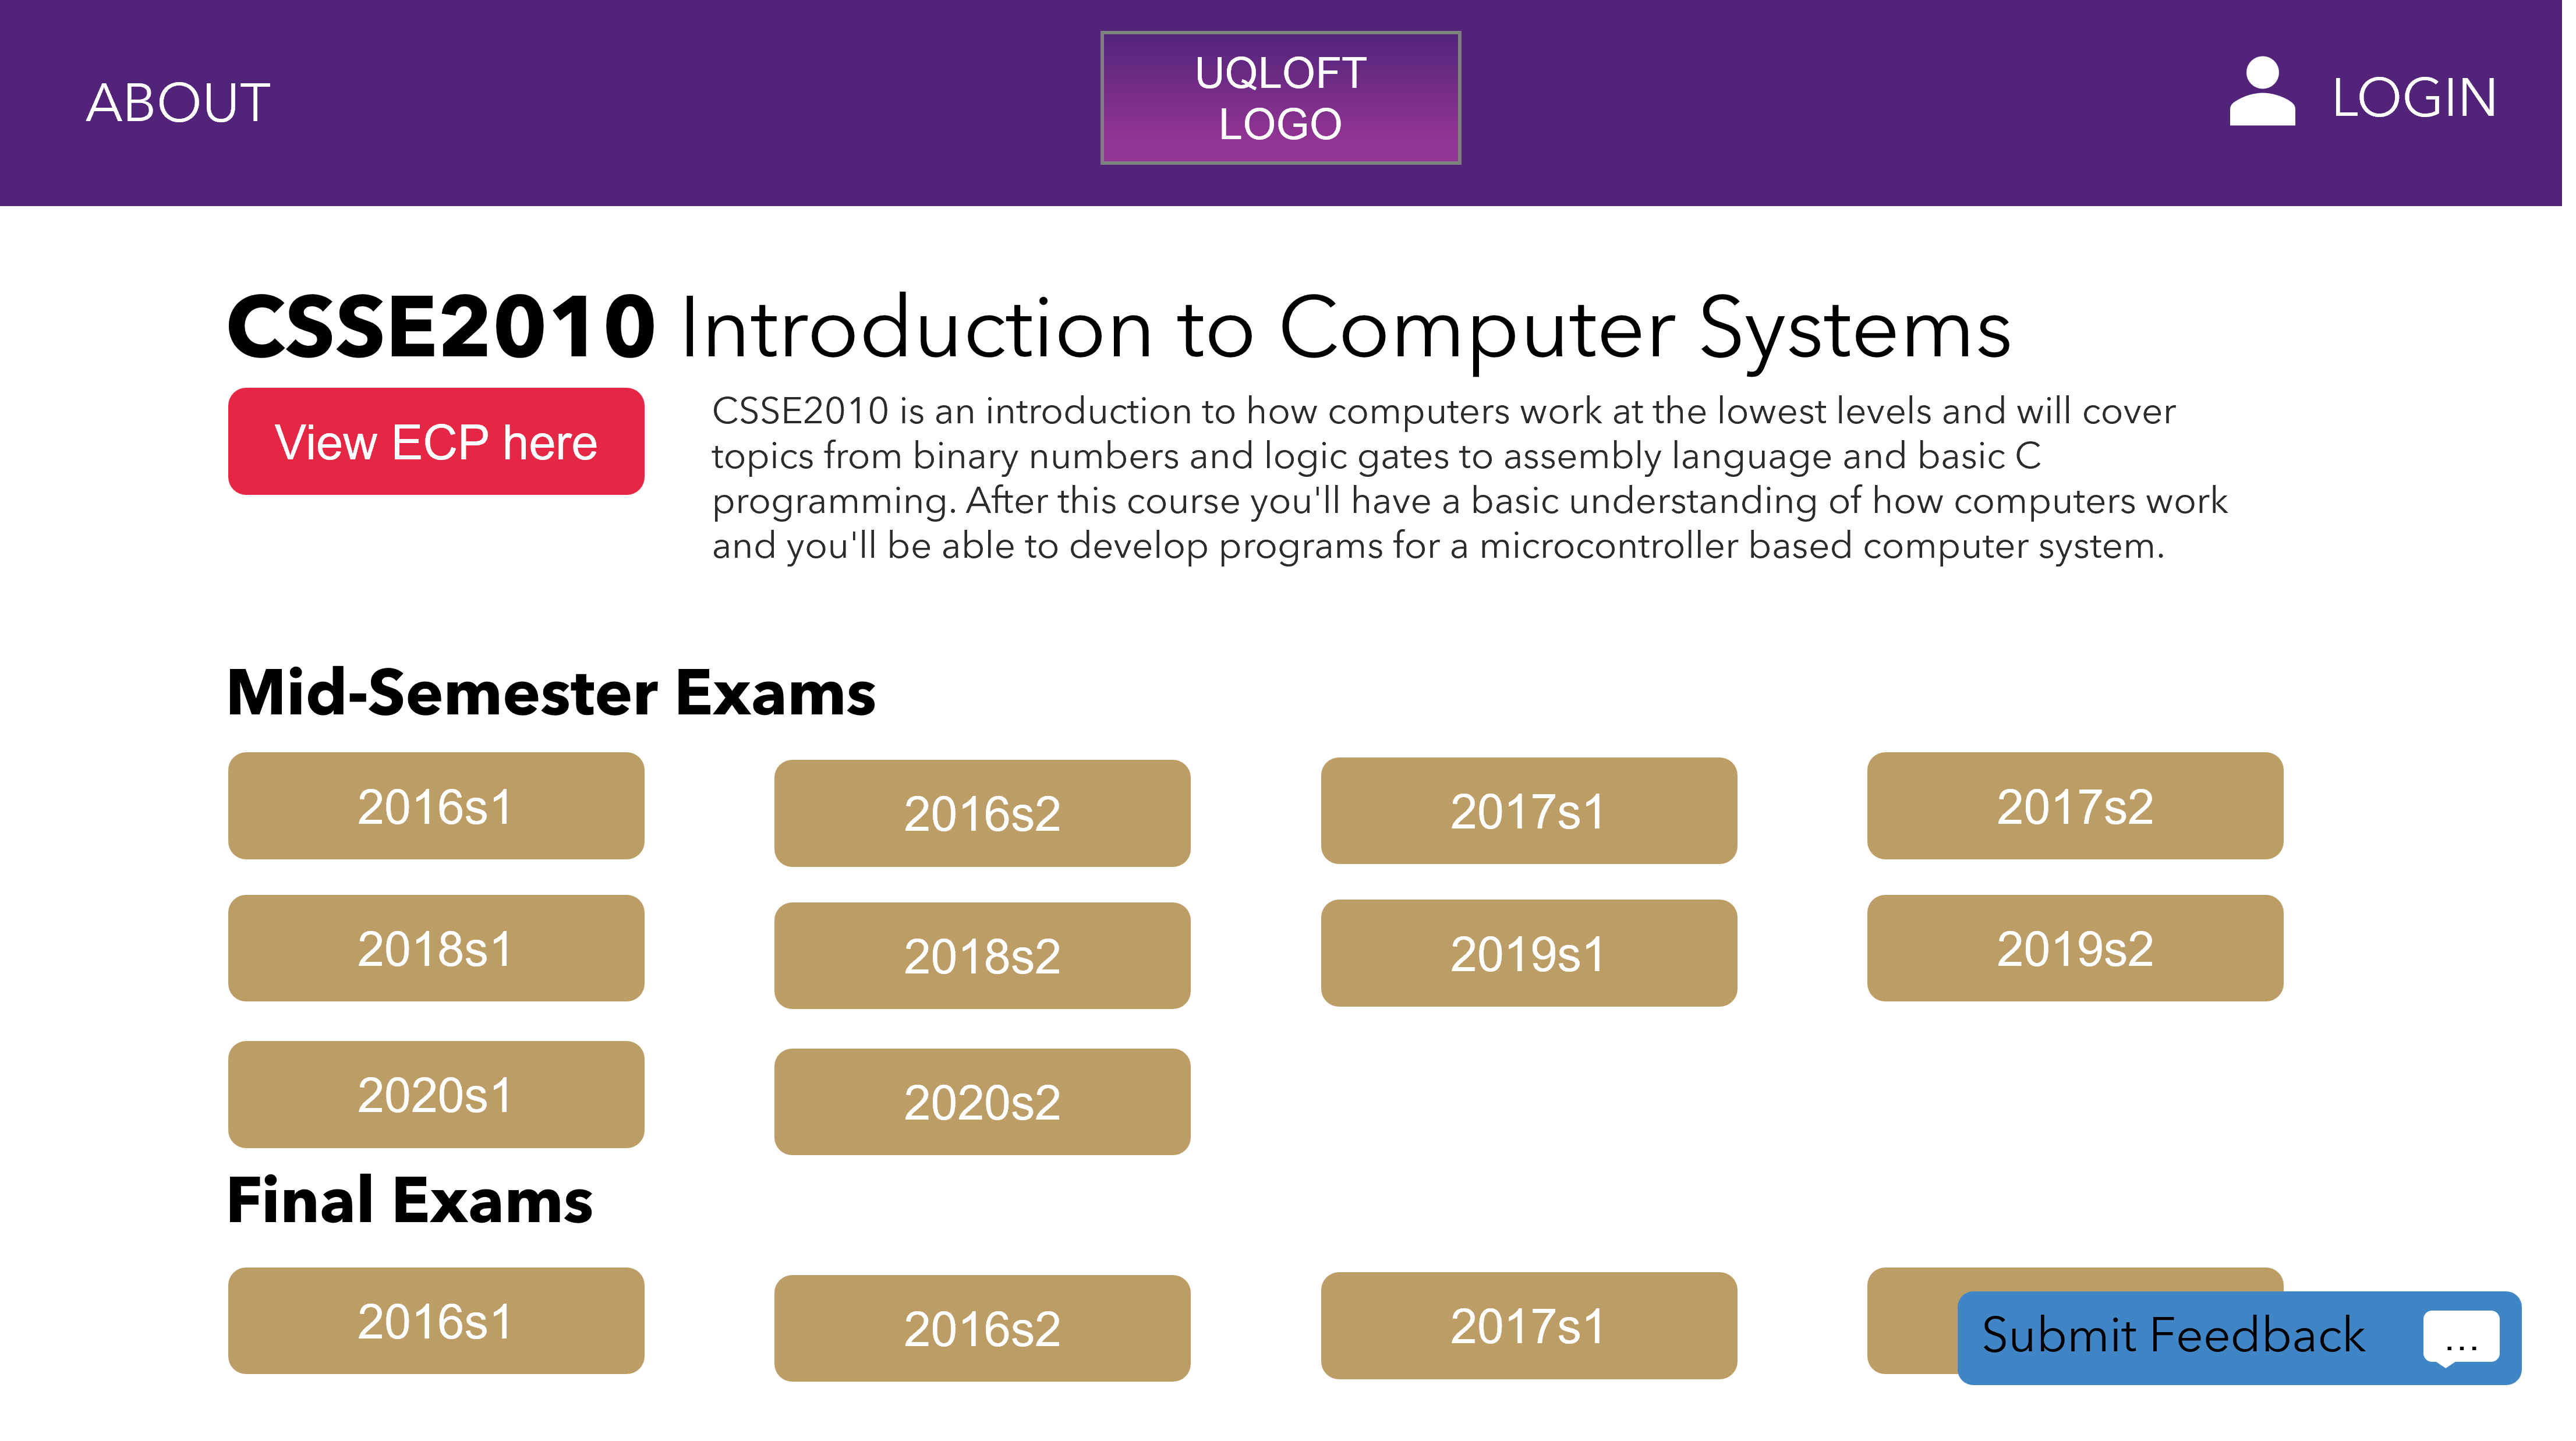 ABOUT
UQLOFT
LOGO
LOGIN
CSSE2010 Introduction to Computer Systems
View ECP here
CSSE2010 is an introduction to how computers work at the lowest levels and will cover
topics from binary numbers and logic gates to assembly language and basic C
programming. After this course you'll have a basic understanding of how computers work
and you'll be able to develop programs for a microcontroller based computer system.
Mid-Semester Exams
2016s1
2016s2
2017s1
2017s2
2018s1
2018s2
2019s1
2019s2
2020s1
2020s2
Final Exams
2016s1
2016s2
2017s1
Submit Feedback
...